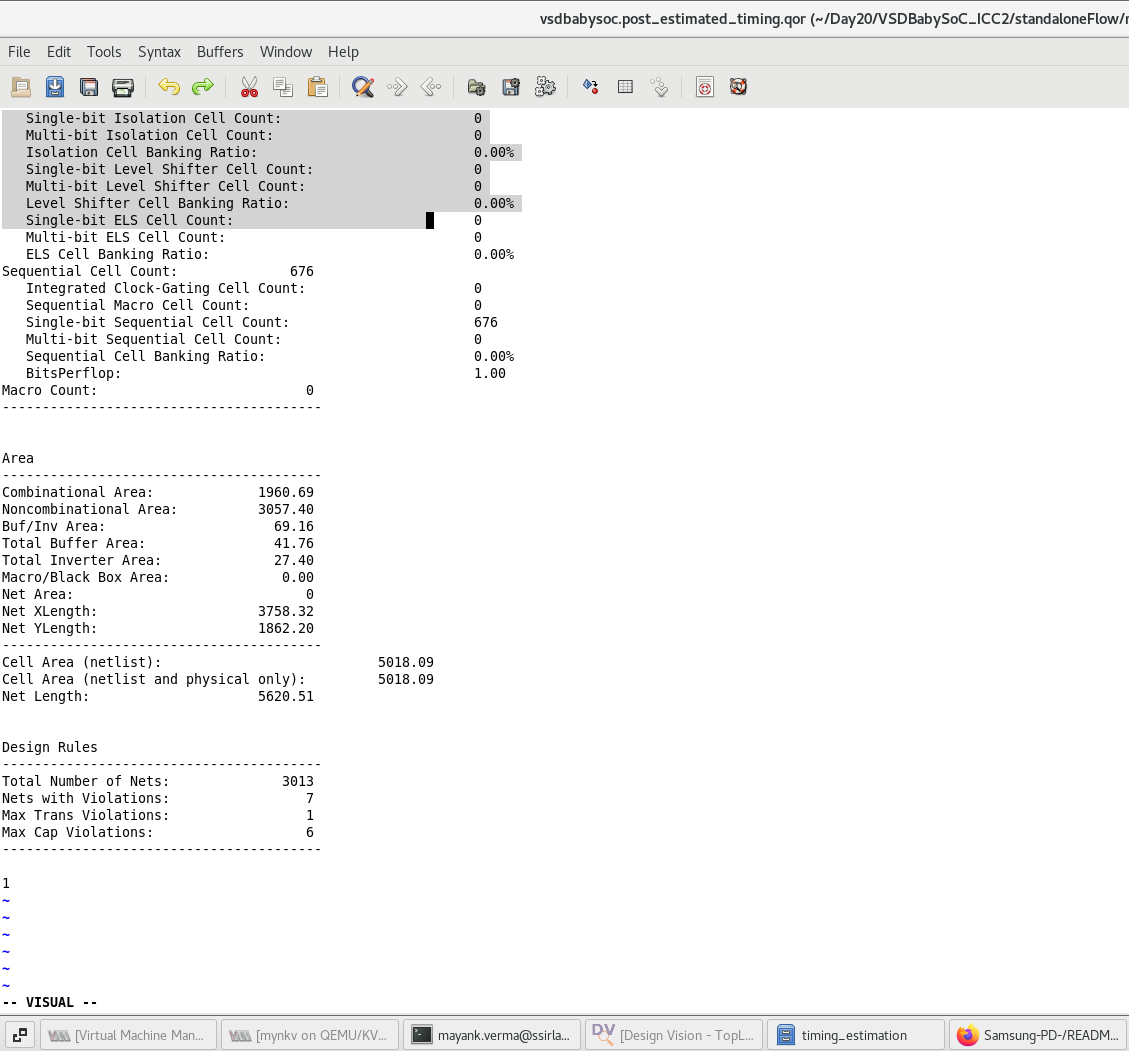 vsdbabysoc.post_estimated_timing.qor (~/Day20/VSDBabySoC_ICC2/standaloneFlow/
File Edit Tools Syntax Buffers Window Help
Single-bit Isolation Cell Count: 0
Multi-bit Isolation Cell Count: 0
Isolation Cell Banking Ratio: 0.00%
Single-bit Level Shifter Cell Count: 0
Multi-bit Level Shifter Cell Count: 0
Level Shifter Cell Banking Ratio: 0.00%
Single-bit ELS Cell Count: 0
Multi-bit ELS Cell Count: 0
ELS Cell Banking Ratio: 0.00%
Sequential Cell Count: 676
Integrated Clock-Gating Cell Count: 0
Sequential Macro Cell Count: 0
Single-bit Sequential Cell Count: 676
Multi-bit Sequential Cell Count: 0
Sequential Cell Banking Ratio: 0.00%
BitsPerflop: 1.00
Macro Count: 0
----------------------------------------
Area
----------------------------------------
Combinational Area: 1960.69
Noncombinational Area: 3057.40
Buf/Inv Area: 69.16
Total Buffer Area: 41.76
Total Inverter Area: 27.40
Macro/Black Box Area: 0.00
Net Area: 0
Net XLength: 3758.32
Net YLength: 1862.20
----------------------------------------
Cell Area (netlist): 5018.09
Cell Area (netlist and physical only): 5018.09
Net Length: 5620.51
Design Rules
----------------------------------------
Total Number of Nets: 3013
Nets with Violations: 7
Max Trans Violations: 1
Max Cap Violations: 6
----------------------------------------
1
~
~
~
~
~
~
-- VISUAL --
[Virtual Machine Man... [mynkv on QEMU/KV... mayank.verma@ssirla... DV [Design Vision - TopL... timing_estimation Samsung-PD-/READM...